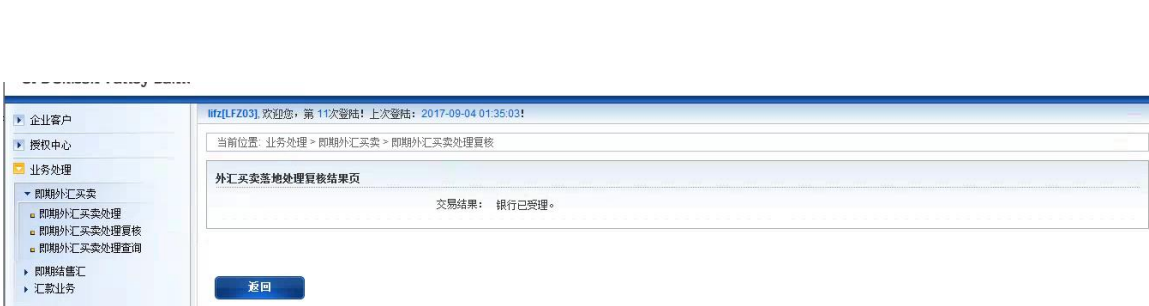 lifz[LFZ03], 欢迎您，第 11次登陆！上次登陆：2017-09-04 01:35:03!
企业客户
授权中心
业务处理
即期外汇买卖
即期外汇买卖处理
即期外汇买卖处理复核
即期外汇买卖处理查询
即期结售汇
汇款业务
当前位置: 业务处理 > 即期外汇买卖 > 即期外汇买卖处理复核
外汇买卖落地处理复核结果页
交易结果： 银行已受理。
返回